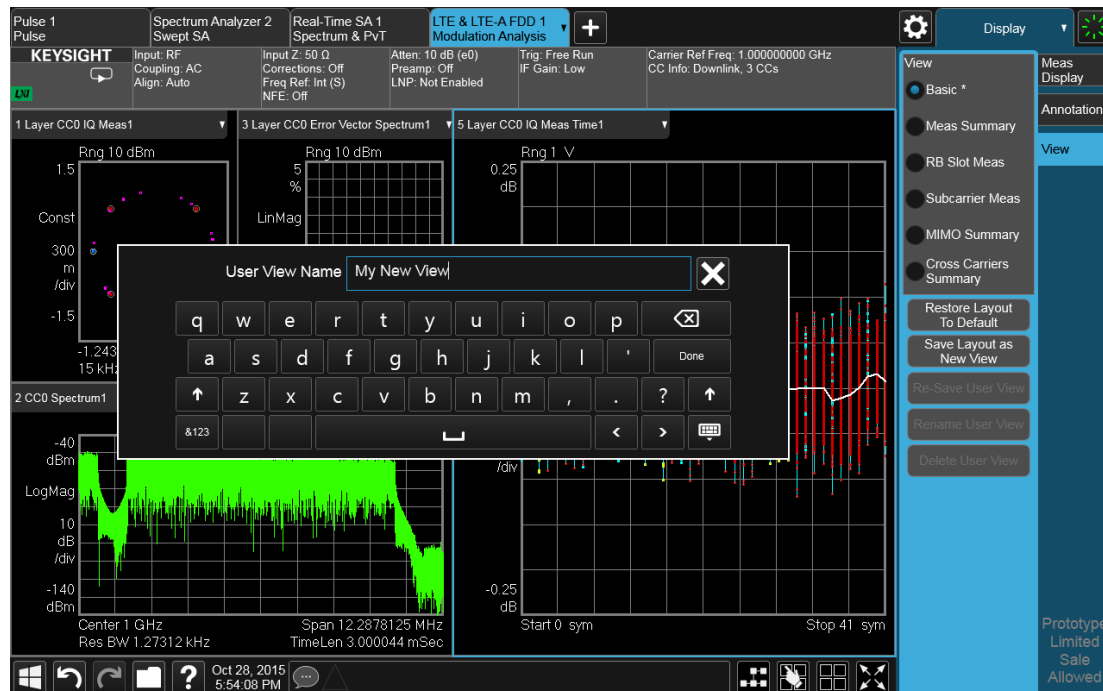 Pulse 1
Pulse
Spectrum Analyzer 2
Swept SA
Real-Time SA 1
Spectrum & PvT
LTE & LTE-A FDD 1
Modulation Analysis
Display
KEYSIGHT
LXI
Input: RF
Coupling: AC
Align: Auto
Input Z: 50 Ω
Corrections: Off
Freq Ref: Int (S)
NFE: Off
Atten: 10 dB (e0)
Preamp: Off
LNP: Not Enabled
Trig: Free Run
IF Gain: Low
Carrier Ref Freq: 1.000000000 GHz
CC Info: Downlink, 3 CCs
1 Layer CC0 IQ Meas1
Rng 10 dBm
1.5
Const
300
m
/div
-1.5
-1.243
15 kHz
3 Layer CC0 Error Vector Spectrum1
Rng 10 dBm
5
%
LinMag
5 Layer CC0 IQ Meas Time1
Rng 1 V
0.25
dB
/div
-0.25
dB
Start 0 sym
Stop 41 sym
User View Name
My New View
q w e r t y u i o p
a s d f g h j k l ' Done
z x c v b n m , . ?
&123 < >
2 CC0 Spectrum1
-40
dBm
LogMag
10
dB
/div
-140
dBm
Center 1 GHz
Span 12.2878125 MHz
Res BW 1.27312 kHz
TimeLen 3.000044 mSec
View
Basic *
Meas Summary
RB Slot Meas
Subcarrier Meas
MIMO Summary
Cross Carriers
Summary
Restore Layout
To Default
Save Layout as
New View
Re-Save User View
Rename User View
Delete User View
Meas
Display
Annotation
View
Prototype
Limited
Sale
Allowed
?
Oct 28, 2015
5:54:08 PM